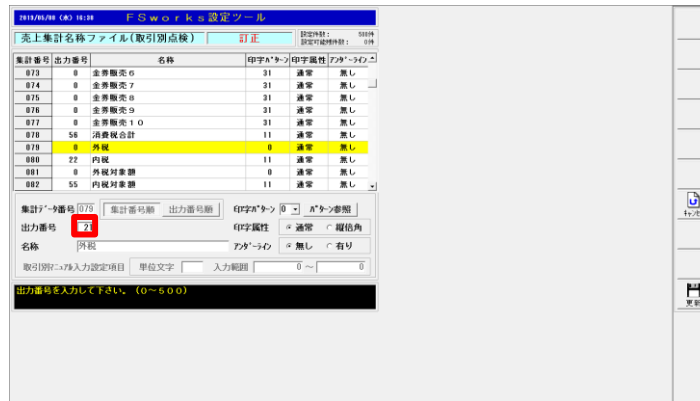 2019/05/08 (水) 16:30 ＦＳｗｏｒｋｓ設定ツール
売上集計名称ファイル(取引別点検) 訂正 設定件数: 500件
設定可能残件数: 0件
集計番号 出力番号 名称 印字ﾊﾟﾀｰﾝ 印字属性 ｱﾝﾀﾞｰﾗｲﾝ
073 0 金券販売６ 31 通常 無し
074 0 金券販売７ 31 通常 無し
075 0 金券販売８ 31 通常 無し
076 0 金券販売９ 31 通常 無し
077 0 金券販売１０ 31 通常 無し
078 56 消費税合計 11 通常 無し
079 0 外税 0 通常 無し
080 22 内税 11 通常 無し
081 0 外税対象額 0 通常 無し
082 55 内税対象額 11 通常 無し
集計ﾃﾞｰﾀ番号 079 集計番号順 出力番号順 印字ﾊﾟﾀｰﾝ 0 ﾊﾟﾀｰﾝ参照
出力番号 21 印字属性 通常 縦倍角
名称 外税 ｱﾝﾀﾞｰﾗｲﾝ 無し 有り
取引別ﾏﾆｭｱﾙ入力設定項目 単位文字 入力範囲 0 ～ 0
出力番号を入力して下さい。（０～５００）
ｷｬﾝｾﾙ
更新